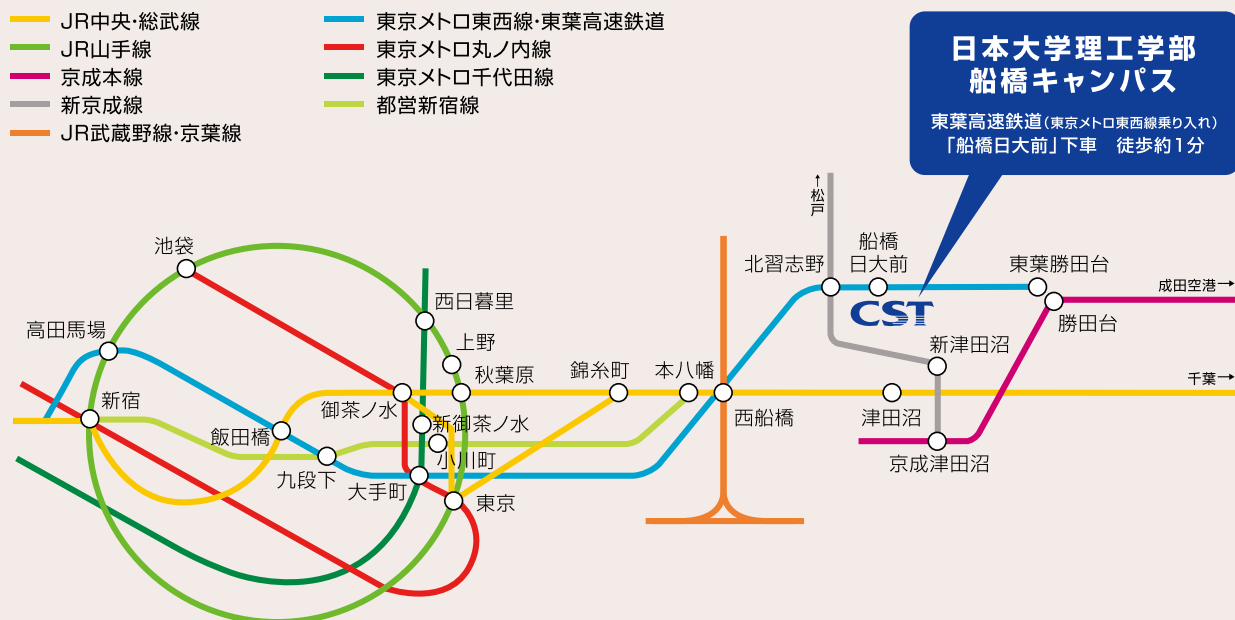 JR中央・総武線
JR山手線
京成本線
新京成線
JR武蔵野線・京葉線
東京メトロ東西線・東葉高速鉄道
東京メトロ丸ノ内線
東京メトロ千代田線
都営新宿線
日本大学理工学部
船橋キャンパス
東葉高速鉄道（東京メトロ東西線乗り入れ）
「船橋日大前」下車　徒歩約1分
←松戸
池袋
西日暮里
北習志野
船橋
日大前
東葉勝田台
成田空港→
CST
勝田台
高田馬場
上野
新津田沼
秋葉原
錦糸町
本八幡
千葉→
新宿
御茶ノ水
新御茶ノ水
西船橋
津田沼
飯田橋
小川町
京成津田沼
九段下
大手町
東京